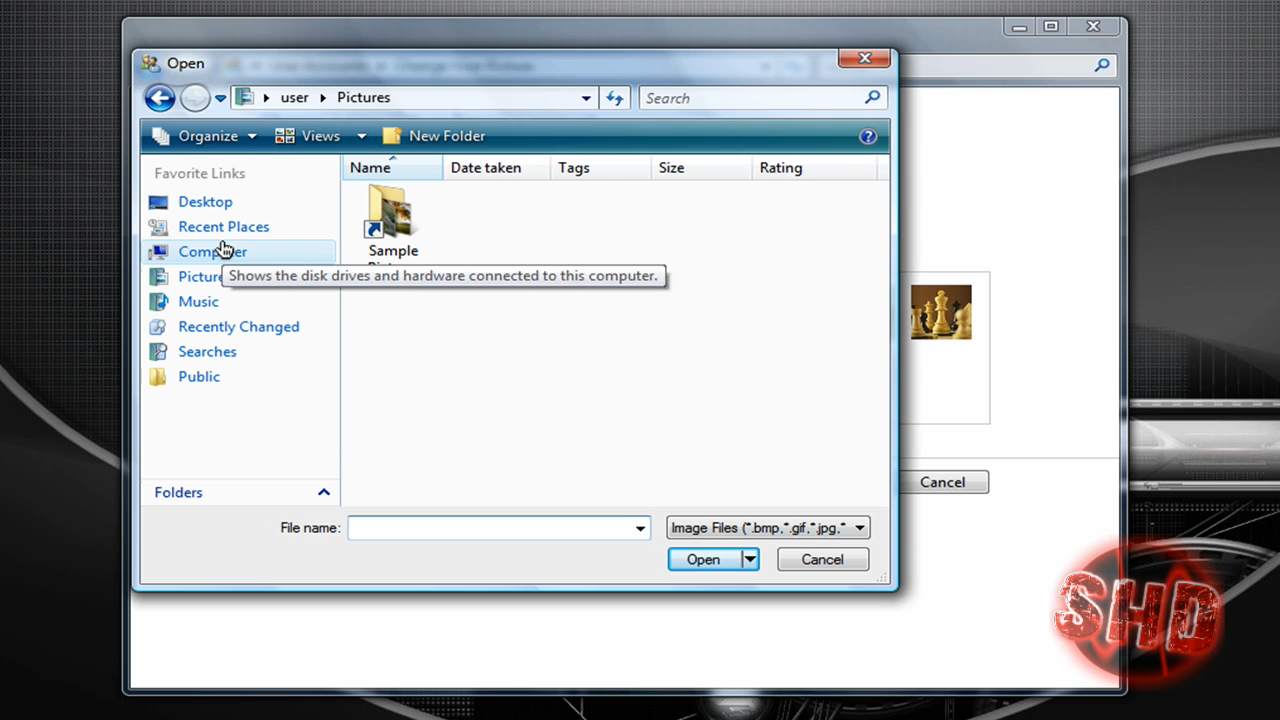 Open
user
Pictures
Search
Organize
Views
New Folder
Favorite Links
Desktop
Recent Places
Computer
Music
Recently Changed
Searches
Public
Folders
Name
Date taken
Tags
Size
Rating
Sample
Shows the disk drives and hardware connected to this computer.
File name:
Image Files (*.bmp,*.gif,*.jpg,*
Open
Cancel
Cancel
SHD